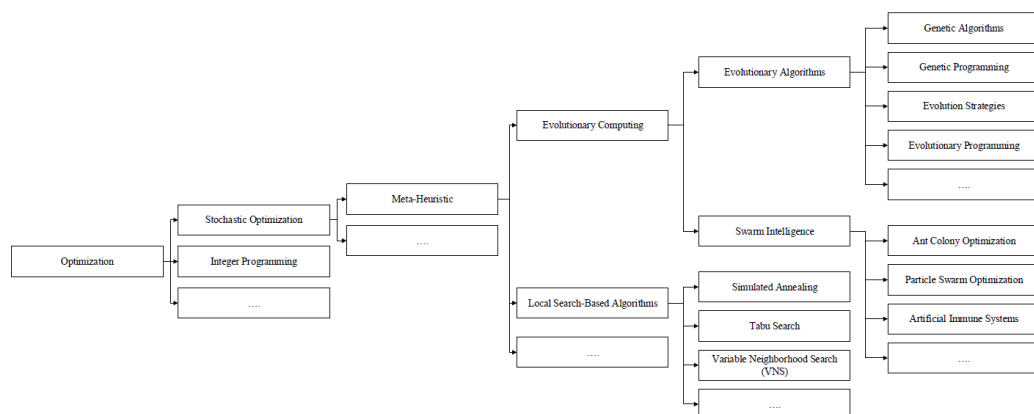 Genetic Algorithms
Evolutionary Algorithms
Genetic Programming
Evolution Strategies
Evolutionary Computing
Evolutionary Programming
....
Meta-Heuristic
Stochastic Optimization
Swarm Intelligence
....
Ant Colony Optimization
Optimization
Integer Programming
Particle Swarm Optimization
Simulated Annealing
....
Local Search-Based Algorithms
Artificial Immune Systems
Tabu Search
....
....
Variable Neighborhood Search
(VNS)
....